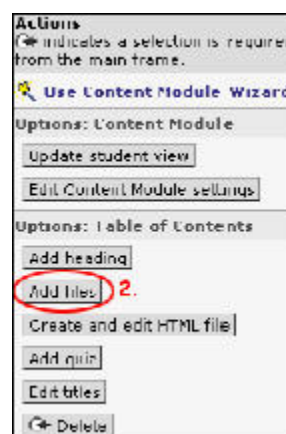 Actions
indicates a selection is require
from the main frame.
Use Content Module Wizard
Options: Content Module
Update student view
Edit Content Module settings
Options: Table of Contents
Add heading
Add files 2.
Create and edit HTML file
Add quiz
Edit titles
Delete